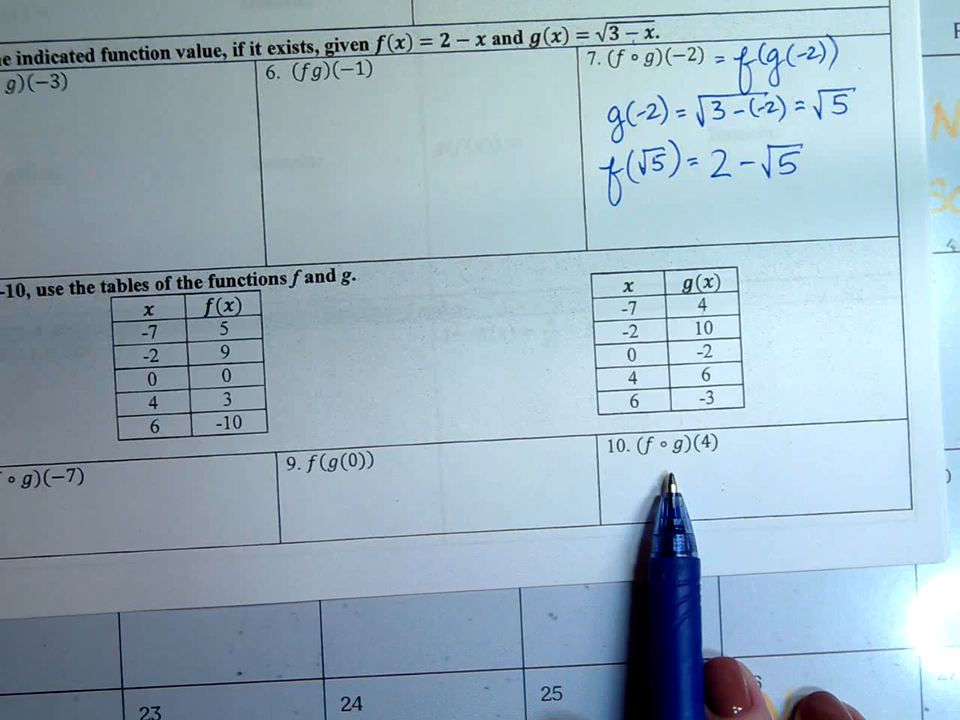 e indicated function value, if it exists, given f(x) = 2 − x and g(x) = √3 − x.
g)(−3)
6. (fg)(−1)
7. (f ∘ g)(−2) = f(g(-2))
g(-2) = √3-(-2) = √5
f(√5) = 2 - √5
-10, use the tables of the functions f and g.
x f(x)
-7 5
-2 9
0 0
4 3
6 -10
x g(x)
-7 4
-2 10
0 -2
4 6
6 -3
∘ g)(−7)
9. f(g(0))
10. (f ∘ g)(4)
23
24
25